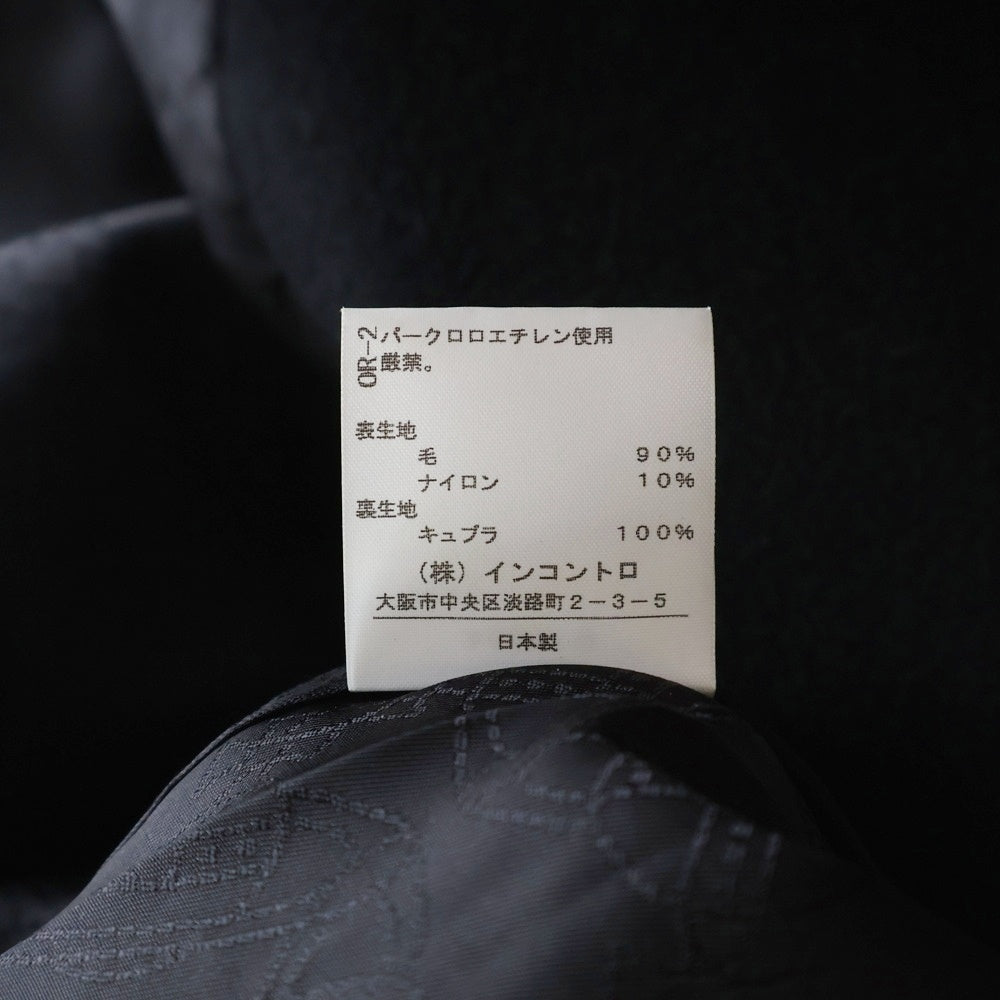 OR-2
パークロロエチレン使用
厳禁。
表生地
毛 90%
ナイロン 10%
裏生地
キュプラ 100%
(株)インコントロ
大阪市中央区淡路町2-3-5
日本製